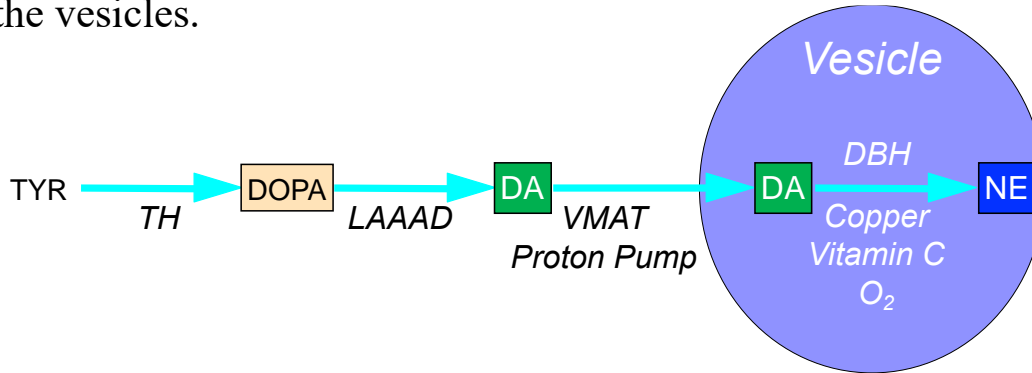 the vesicles.
Vesicle
TYR
TH
DOPA
LAAAD
DA
VMAT
Proton Pump
DA
DBH
Copper
Vitamin C
O₂
NE